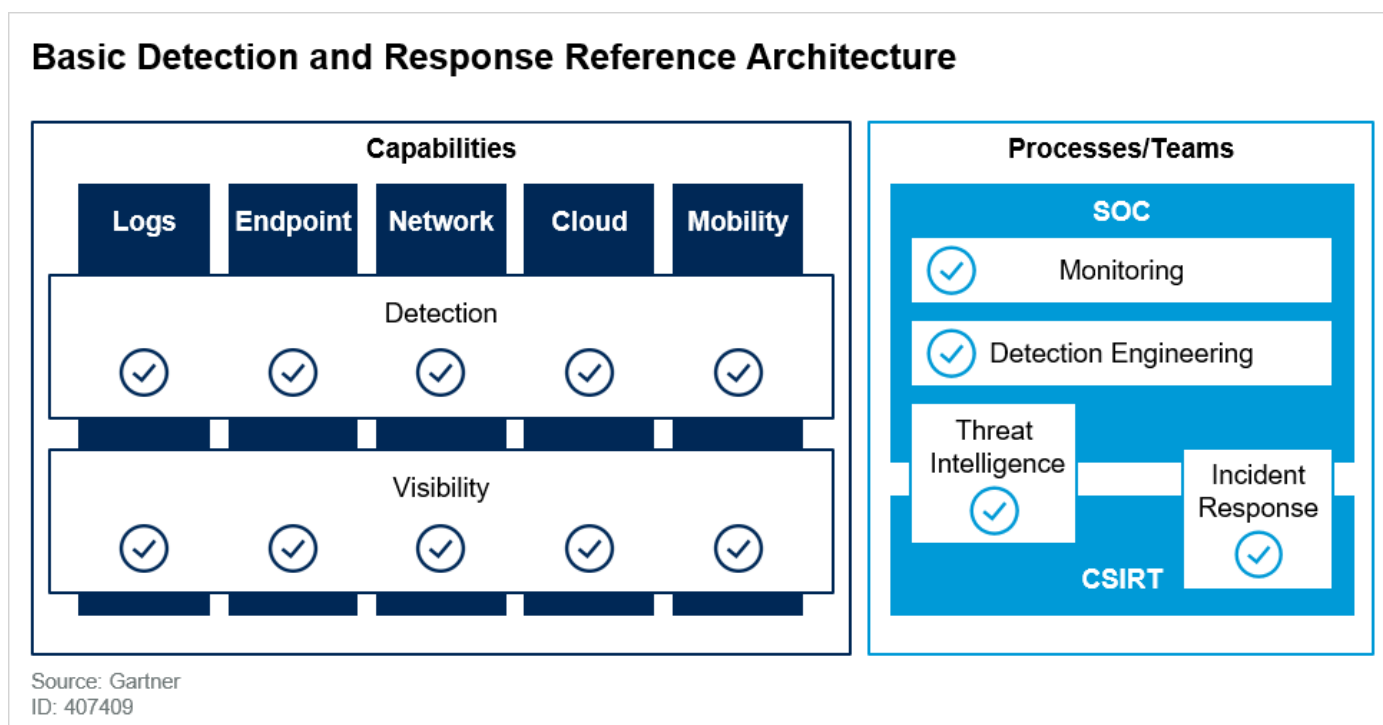 Basic Detection and Response Reference Architecture
Capabilities
Logs
Endpoint
Network
Cloud
Mobility
Detection
Visibility
Processes/Teams
SOC
Monitoring
Detection Engineering
Threat
Intelligence
Incident
Response
CSIRT
Source: Gartner
ID: 407409